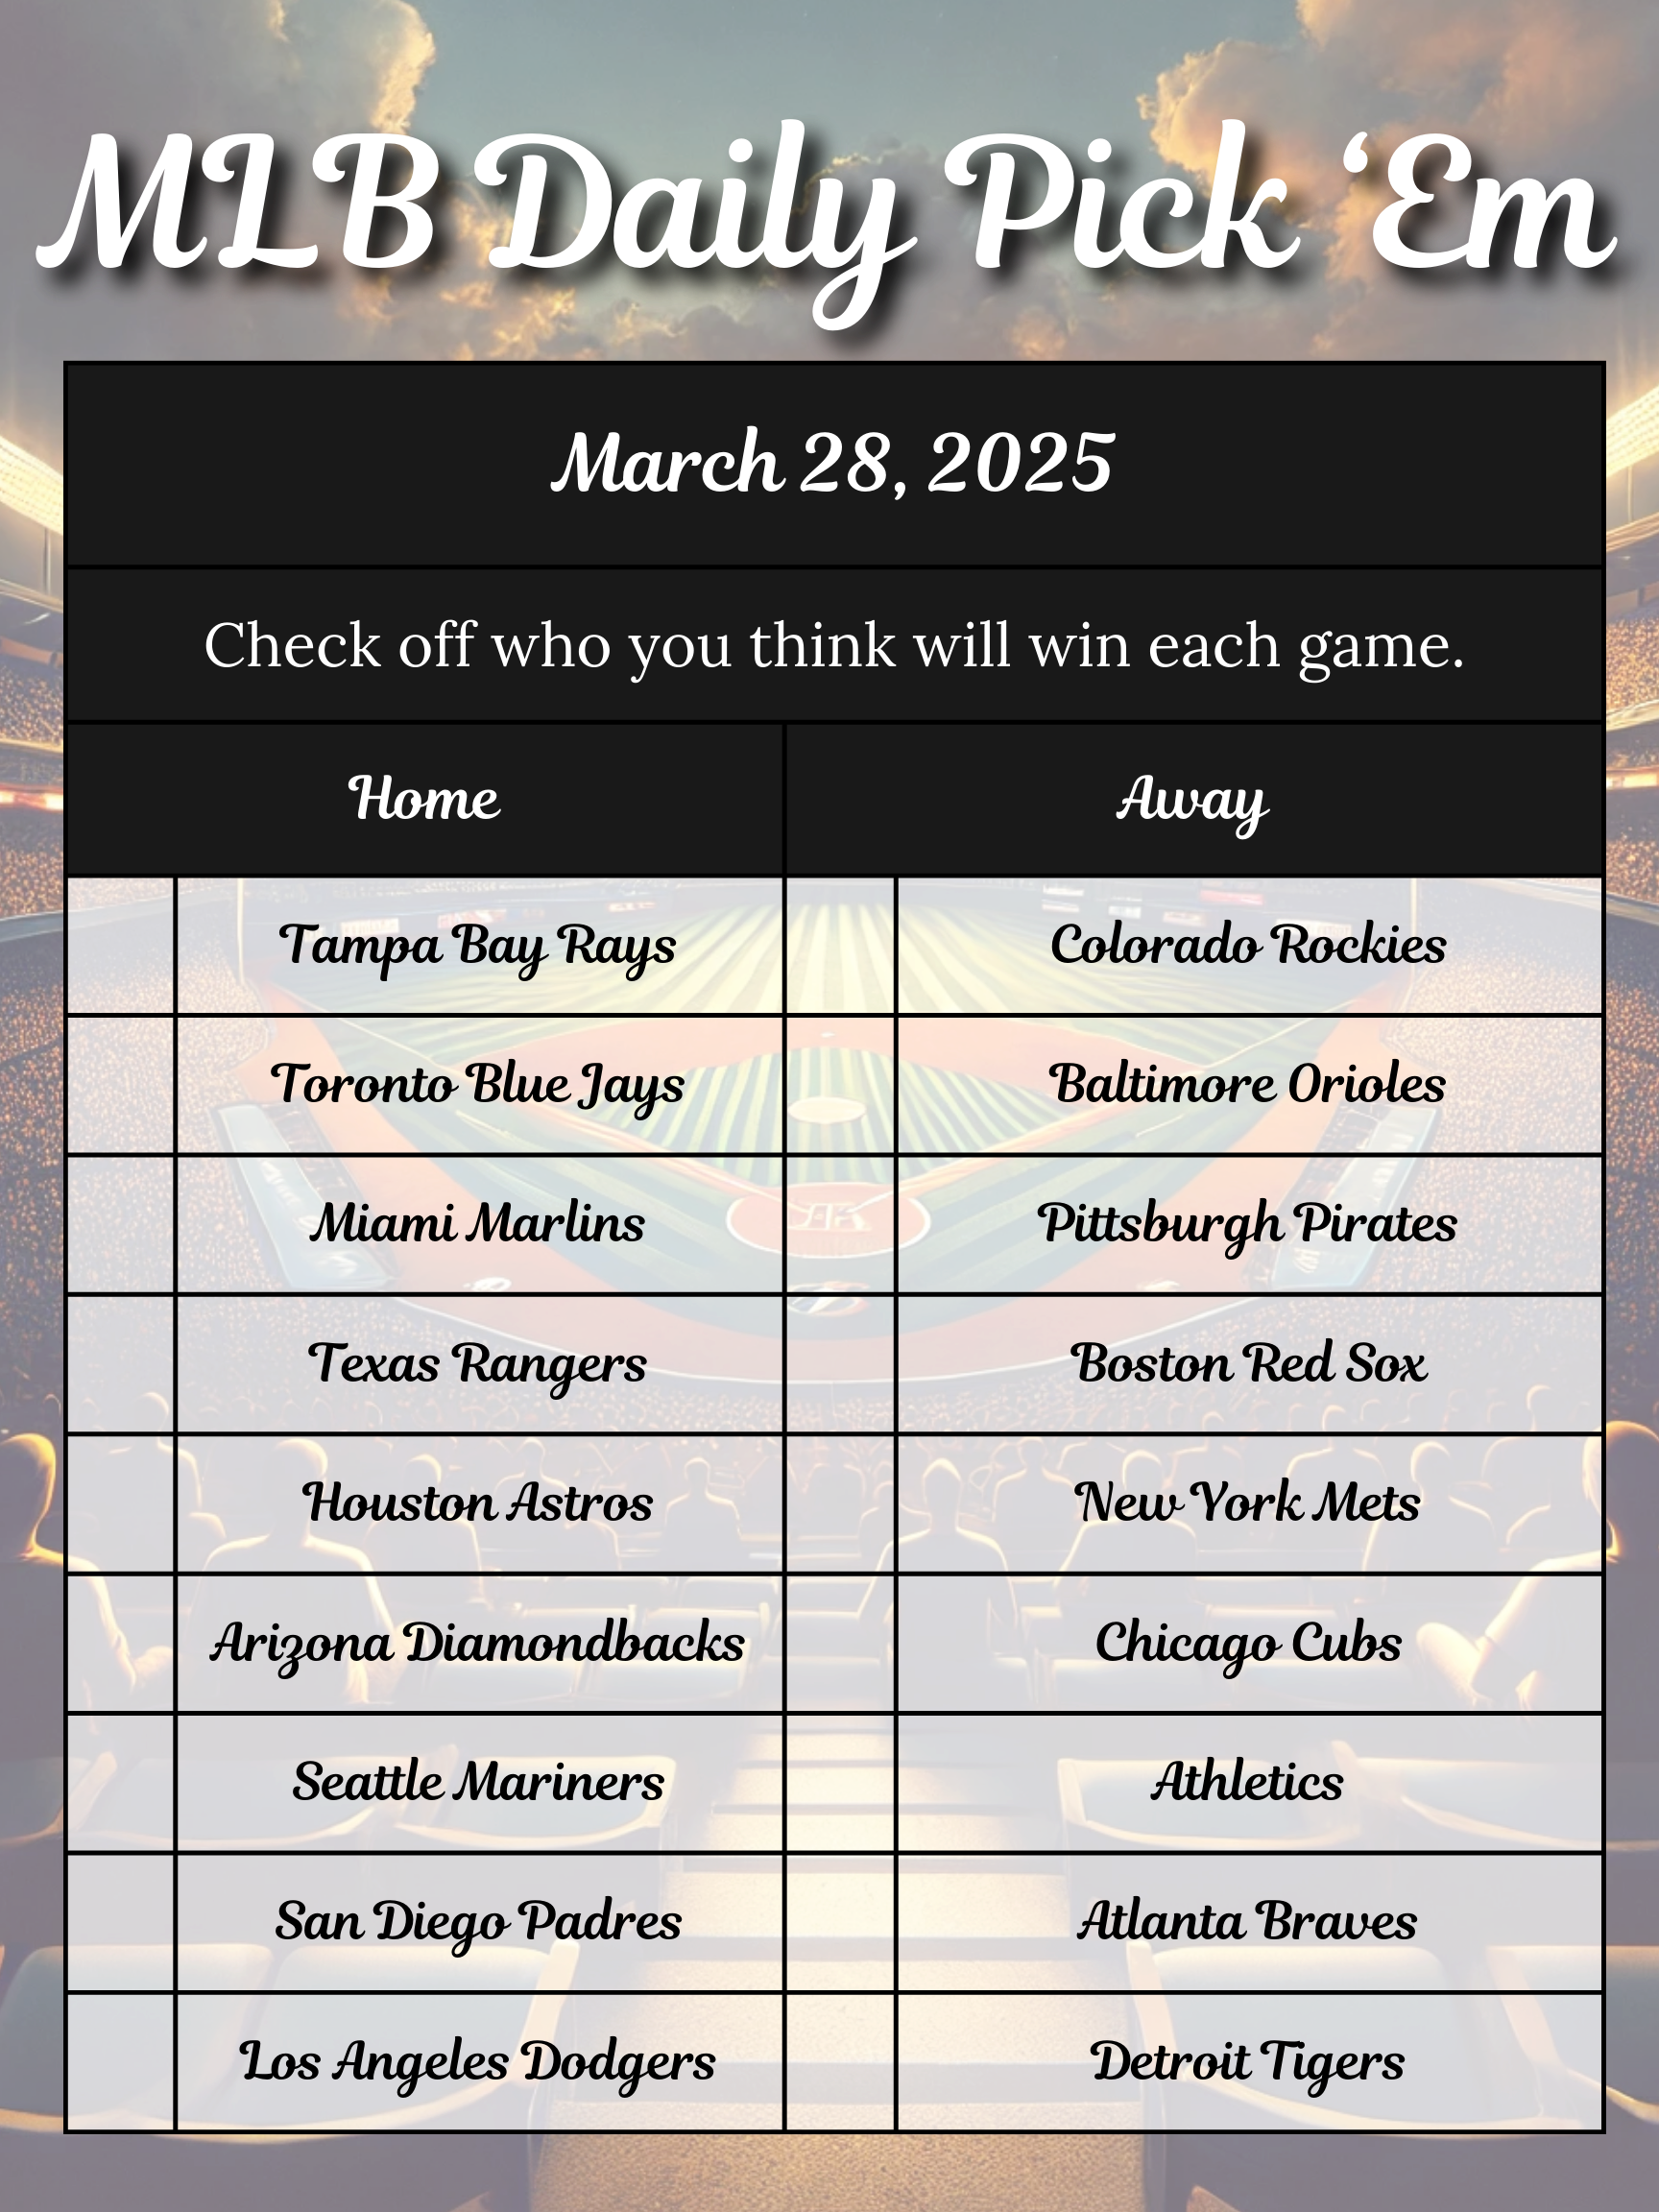 MLB Daily Pick ‘Em
March 28, 2025
Check off who you think will win each game.
Home Away
Tampa Bay Rays Colorado Rockies
Toronto Blue Jays Baltimore Orioles
Miami Marlins Pittsburgh Pirates
Texas Rangers Boston Red Sox
Houston Astros New York Mets
Arizona Diamondbacks Chicago Cubs
Seattle Mariners Athletics
San Diego Padres Atlanta Braves
Los Angeles Dodgers Detroit Tigers